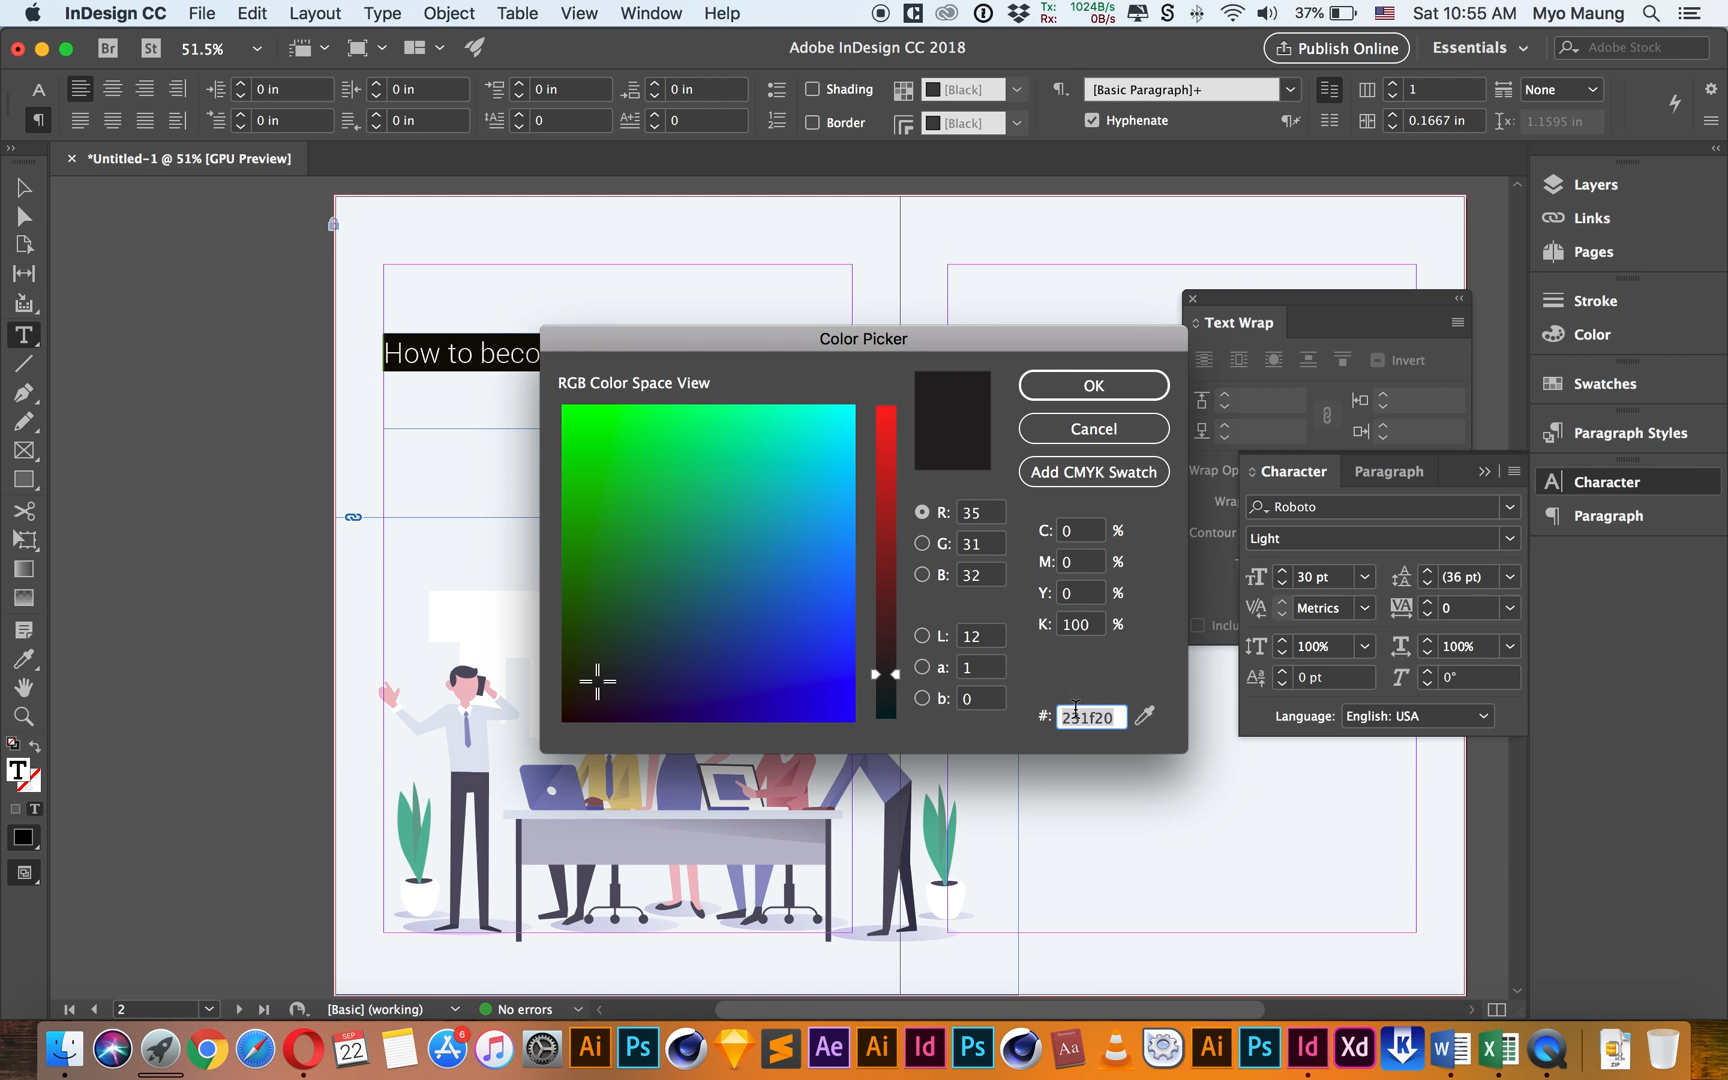 InDesign CC File Edit Layout Type Object Table View Window Help Tx: 1024B/s Rx: 0B/s 37% Sat 10:55 AM Myo Maung
Br St 51.5% Adobe InDesign CC 2018 Publish Online Essentials Adobe Stock
0 in 0 in 0 in 0 in Shading [Black] [Basic Paragraph]+ 1 None
0 in 0 in 0 0 Border [Black] Hyphenate 0.1667 in 1.1595 in
*Untitled-1 @ 51% [GPU Preview]
Layers
Links
Pages
Stroke
Color
Swatches
Paragraph Styles
Character
Paragraph
How to beco
Color Picker
RGB Color Space View
OK
Cancel
Add CMYK Swatch
R: 35
G: 31
B: 32
L: 12
a: 1
b: 0
C: 0 %
M: 0 %
Y: 0 %
K: 100 %
#: 231f20
Text Wrap
Invert
Wrap Op
Wra
Contour
Inclu
Character Paragraph
Roboto
Light
30 pt (36 pt)
Metrics 0
100% 100%
0 pt 0°
Language: English: USA
2 [Basic] (working) No errors
SEP 22 6 Ai Ps Ae Ai Id Ps Aa Ai Ps Id Xd K W X ZIP